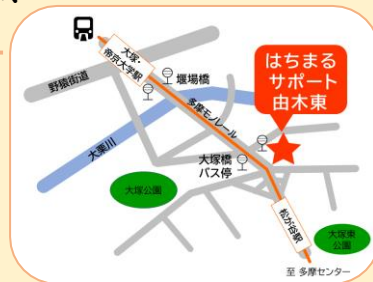 大塚・
帝京大学駅
堰場橋
はちまる
サポート
由木東
野猿街道
多摩モノレール
大栗川
大塚橋
バス停
大塚公園
松が谷駅
大塚東
公園
至 多摩センター